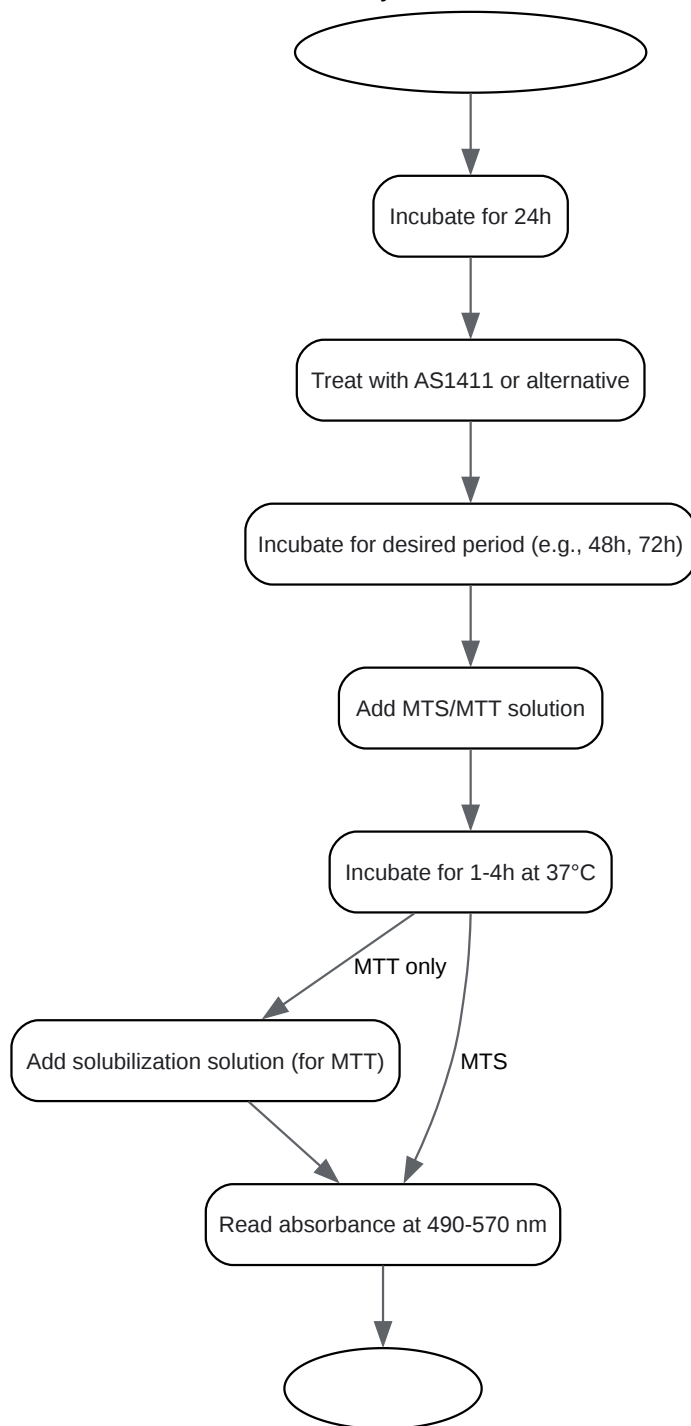 Incubate for 24h
Treat with AS1411 or alternative
Incubate for desired period (e.g., 48h, 72h)
Add MTS/MTT solution
Incubate for 1-4h at 37°C
MTT only
Add solubilization solution (for MTT)
MTS
Read absorbance at 490-570 nm